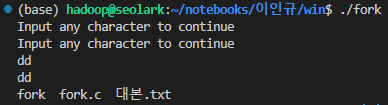 (base) hadoop@seolark:~/notebooks/이인규/win$ ./fork
Input any character to continue
Input any character to continue
dd
dd
fork  fork.c  대본.txt